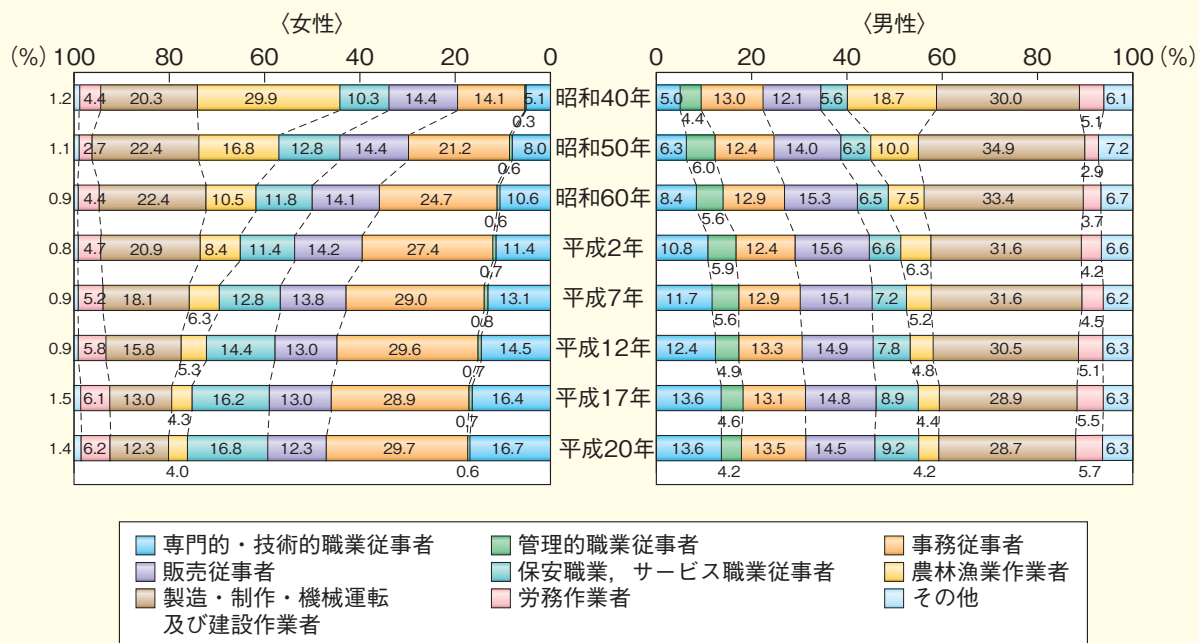 〈女性〉 〈男性〉
(%) 100 80 60 40 20 0 0 20 40 60 80 100 (%)
1.2 4.4 20.3 29.9 10.3 14.4 14.1 5.1 昭和40年 5.0 13.0 12.1 5.6 18.7 30.0 6.1
0.3 4.4 5.1
1.1 2.7 22.4 16.8 12.8 14.4 21.2 8.0 昭和50年 6.3 12.4 14.0 6.3 10.0 34.9 7.2
0.6 6.0 2.9
0.9 4.4 22.4 10.5 11.8 14.1 24.7 10.6 昭和60年 8.4 12.9 15.3 6.5 7.5 33.4 6.7
0.6 5.6 3.7
0.8 4.7 20.9 8.4 11.4 14.2 27.4 11.4 平成2年 10.8 12.4 15.6 6.6 31.6 6.6
0.7 5.9 6.3 4.2
0.9 5.2 18.1 12.8 13.8 29.0 13.1 平成7年 11.7 12.9 15.1 7.2 31.6 6.2
6.3 0.8 5.6 5.2 4.5
0.9 5.8 15.8 14.4 13.0 29.6 14.5 平成12年 12.4 13.3 14.9 7.8 30.5 6.3
5.3 0.7 4.9 4.8 5.1
1.5 6.1 13.0 16.2 13.0 28.9 16.4 平成17年 13.6 13.1 14.8 8.9 28.9 6.3
4.3 0.7 4.6 4.4 5.5
1.4 6.2 12.3 16.8 12.3 29.7 16.7 平成20年 13.6 13.5 14.5 9.2 28.7 6.3
4.0 0.6 4.2 4.2 5.7
専門的・技術的職業従事者 管理的職業従事者 事務従事者
販売従事者 保安職業，サービス職業従事者 農林漁業作業者
製造・制作・機械運転 労務作業者 その他
及び建設作業者